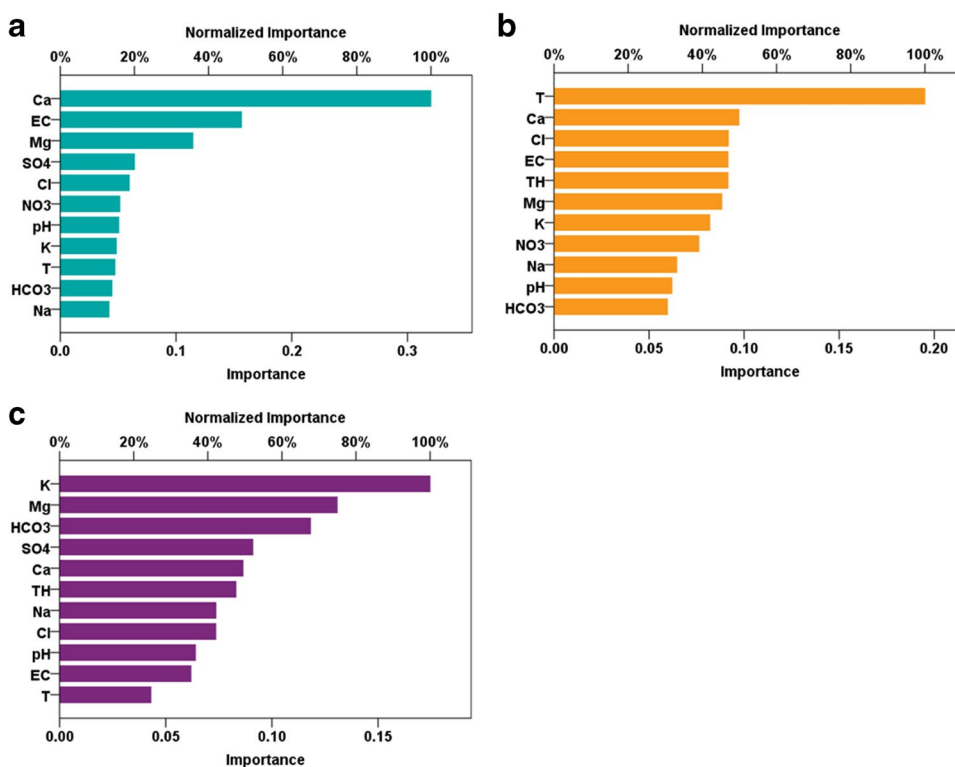 a
Normalized Importance
0% 20% 40% 60% 80% 100%
Ca
EC
Mg
SO4
Cl
NO3
pH
K
T
HCO3
Na
0.0 0.1 0.2 0.3
Importance
b
Normalized Importance
0% 20% 40% 60% 80% 100%
T
Ca
Cl
EC
TH
Mg
K
NO3
Na
pH
HCO3
0.00 0.05 0.10 0.15 0.20
Importance
c
Normalized Importance
0% 20% 40% 60% 80% 100%
K
Mg
HCO3
SO4
Ca
TH
Na
Cl
pH
EC
T
0.00 0.05 0.10 0.15
Importance